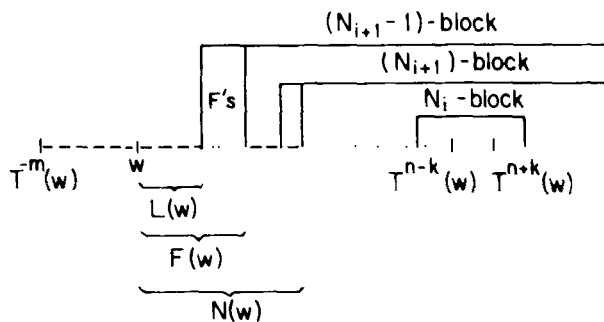 (N_{i+1} - 1) - block
(N_{i+1}) - block
F's
N_i - block
w
T^{-m}(w)
T^{n-k}(w)
T^{n+k}(w)
L(w)
F(w)
N(w)